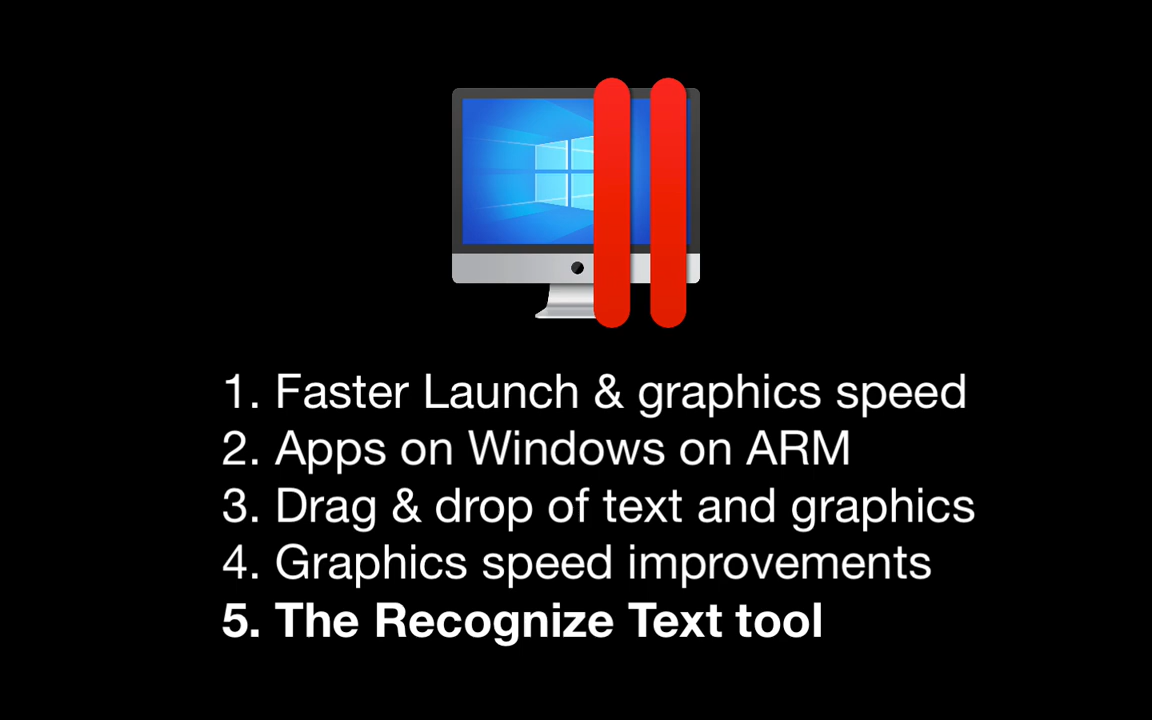 1. Faster Launch & graphics speed
2. Apps on Windows on ARM
3. Drag & drop of text and graphics
4. Graphics speed improvements
5. The Recognize Text tool